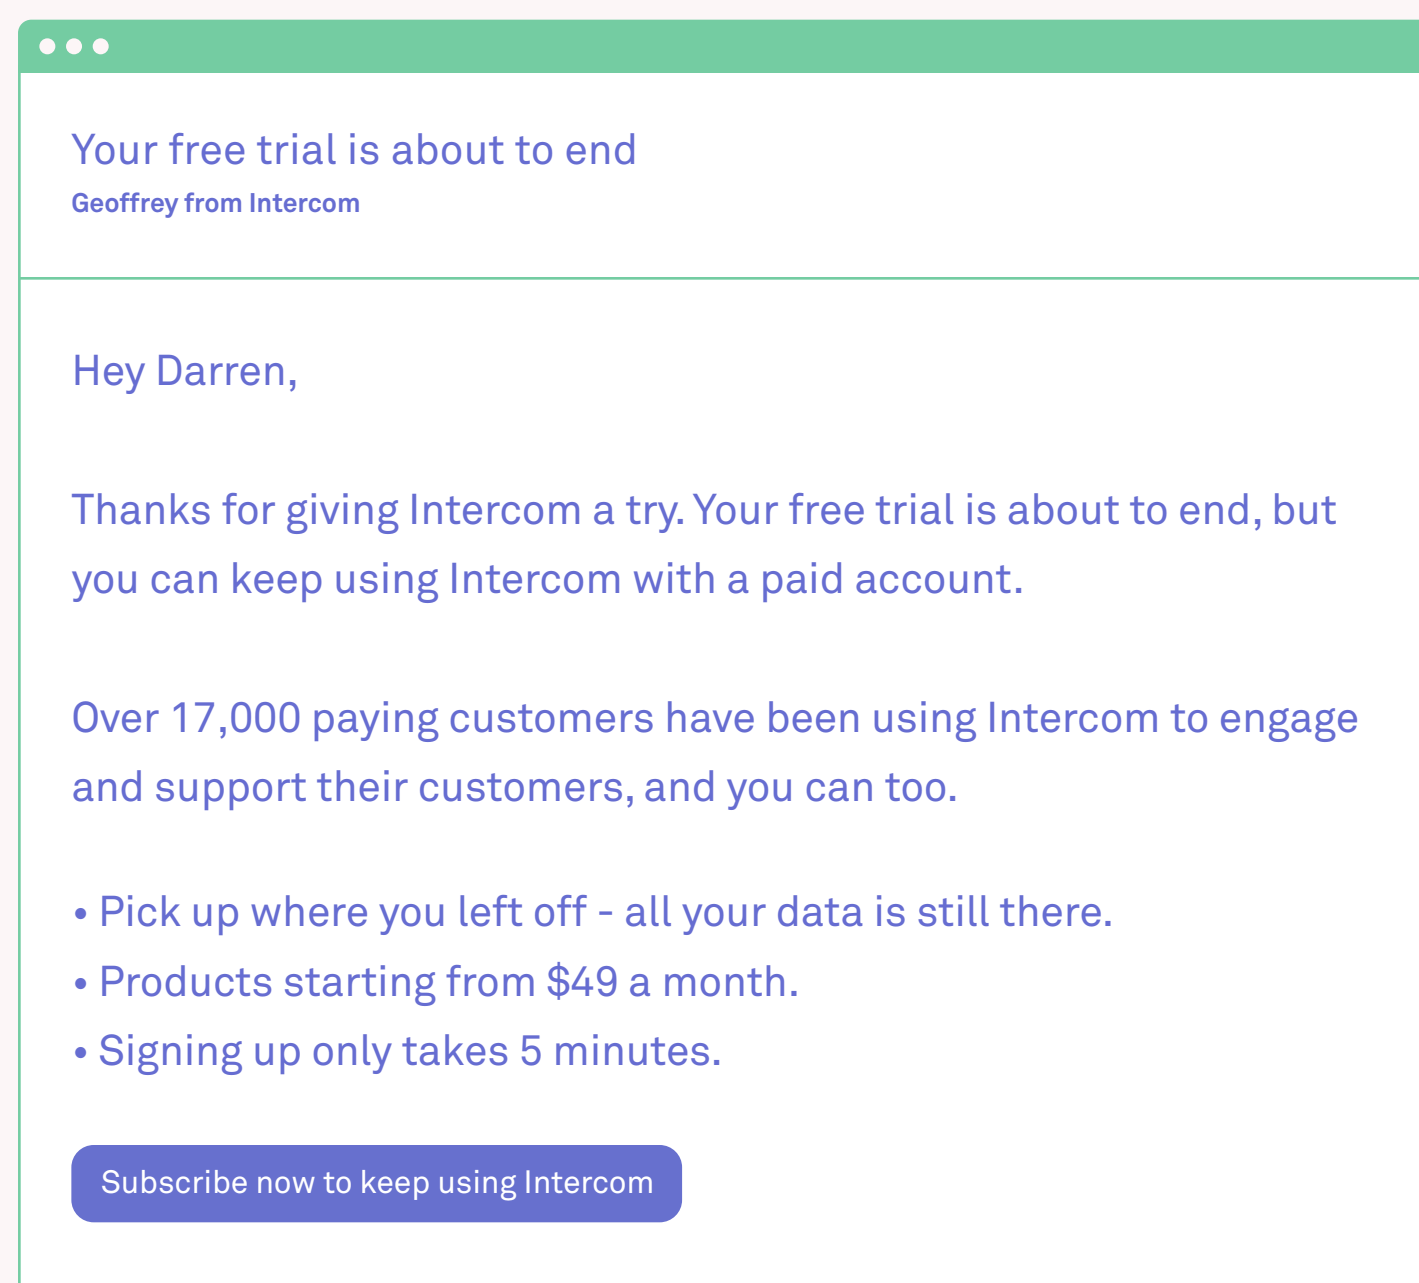 Your free trial is about to end
Geoffrey from Intercom
Hey Darren,
Thanks for giving Intercom a try. Your free trial is about to end, but
you can keep using Intercom with a paid account.
Over 17,000 paying customers have been using Intercom to engage
and support their customers, and you can too.
• Pick up where you left off - all your data is still there.
• Products starting from $49 a month.
• Signing up only takes 5 minutes.
Subscribe now to keep using Intercom